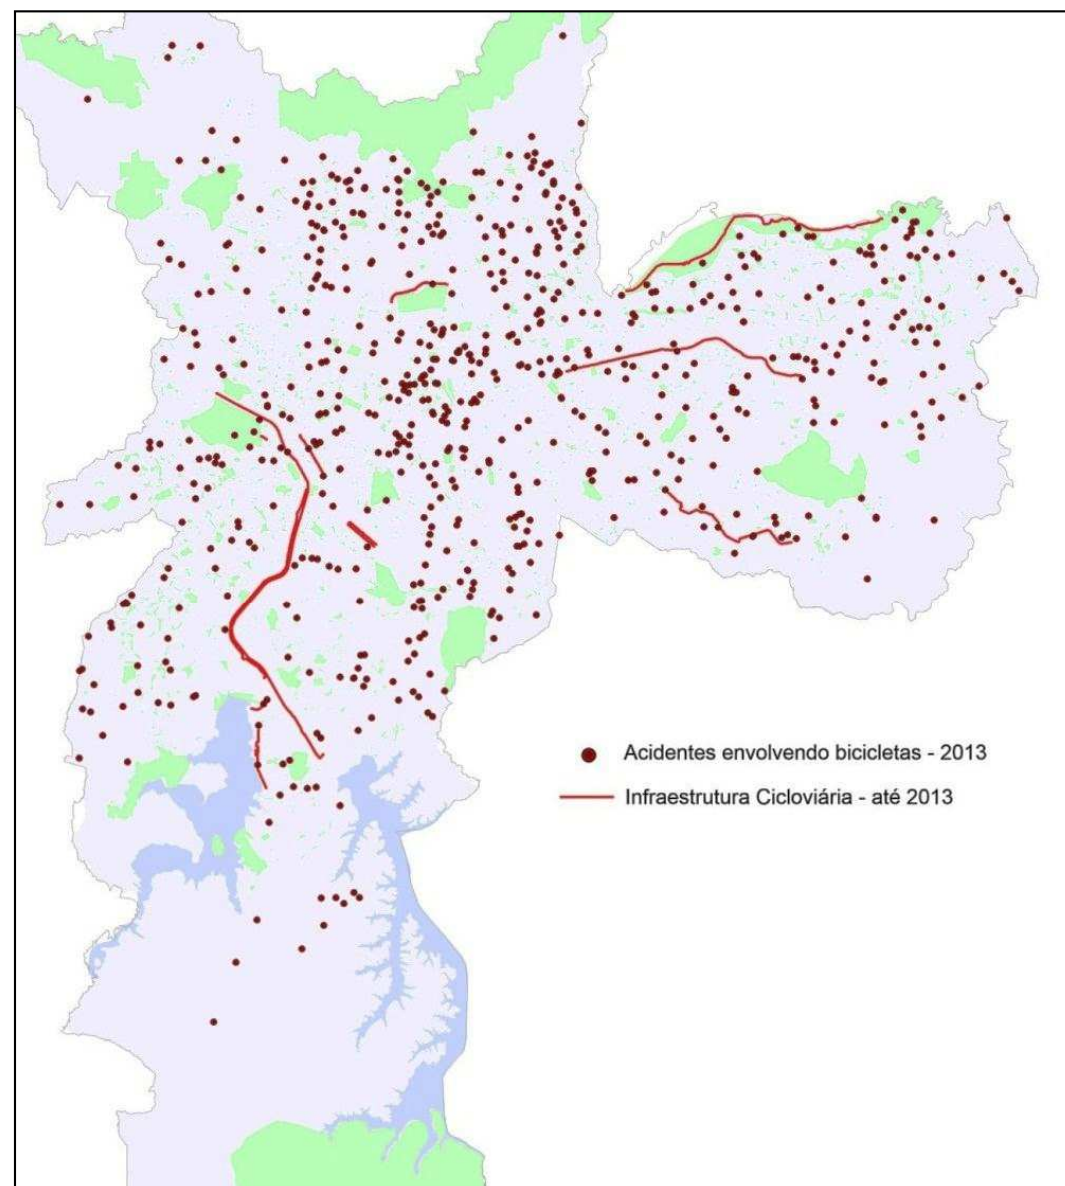 Acidentes envolvendo bicicletas - 2013
Infraestrutura Cicloviária - até 2013